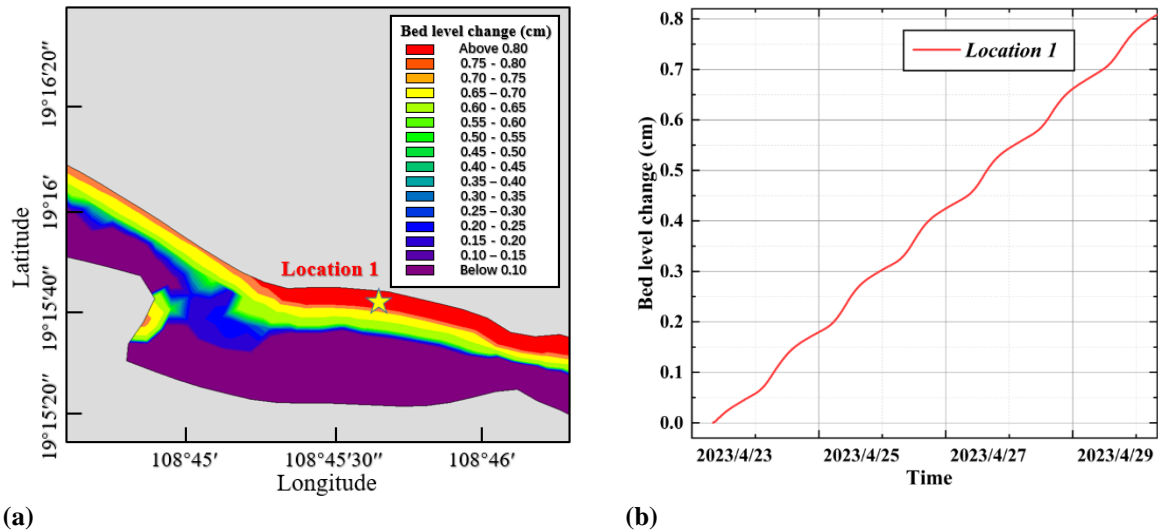 Bed level change (cm)
Above 0.80
0.75 - 0.80
0.70 - 0.75
0.65 – 0.70
0.60 - 0.65
0.55 - 0.60
0.50 - 0.55
0.45 - 0.50
0.40 - 0.45
0.35 – 0.40
0.30 - 0.35
0.25 – 0.30
0.20 - 0.25
0.15 - 0.20
0.10 – 0.15
Below 0.10
Location 1
19°16′20″
19°16′
19°15′40″
19°15′20″
Latitude
108°45′
108°45′30″
108°46′
Longitude
(a)
Location 1
0.8
0.7
0.6
0.5
0.4
0.3
0.2
0.1
0.0
Bed level change (cm)
2023/4/23
2023/4/25
2023/4/27
2023/4/29
Time
(b)